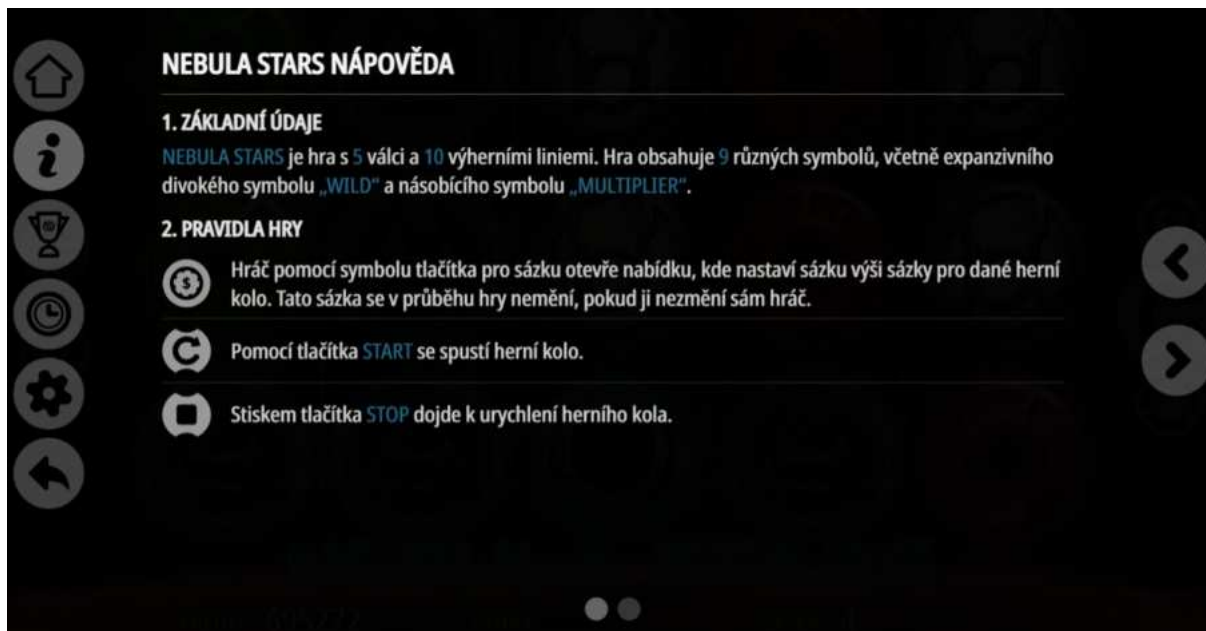 NEBULA STARS NÁPOVĚDA
1. ZÁKLADNÍ ÚDAJE
NEBULA STARS je hra s 5 válci a 10 výherními liniemi. Hra obsahuje 9 různých symbolů, včetně expanzivního
divokého symbolu „WILD" a násobícího symbolu „MULTIPLIER".
2. PRAVIDLA HRY
Hráč pomocí symbolu tlačítka pro sázku otevře nabídku, kde nastaví sázku výši sázky pro dané herní
kolo. Tato sázka se v průběhu hry nemění, pokud ji nezmění sám hráč.
Pomocí tlačítka START se spustí herní kolo.
Stiskem tlačítka STOP dojde k urychlení herního kola.